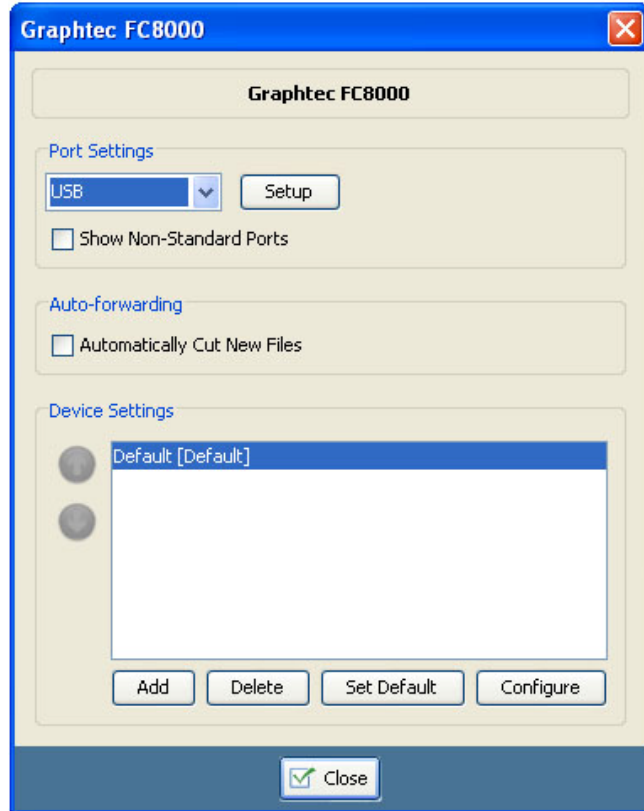 Graphtec FC8000
Graphtec FC8000
Port Settings
USB Setup
Show Non-Standard Ports
Auto-forwarding
Automatically Cut New Files
Device Settings
Default [Default]
Add Delete Set Default Configure
Close